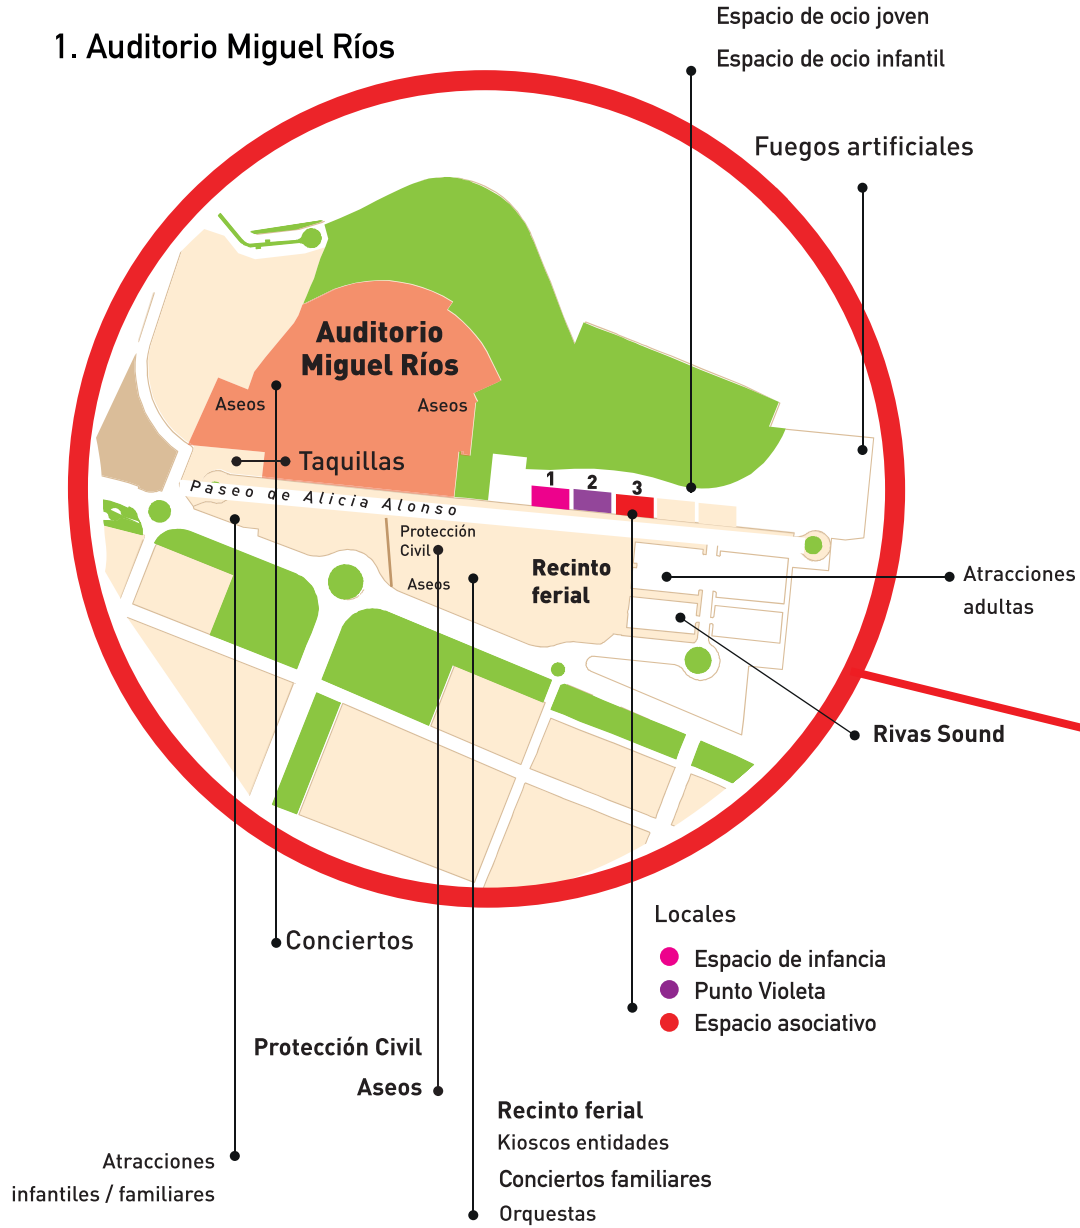 Espacio de ocio joven
1. Auditorio Miguel Ríos
Espacio de ocio infantil
Fuegos artificiales
Auditorio
Miguel Ríos
Aseos
Aseos
Taquillas
1
2
3
Paseo de Alicia Alonso
Protección
Civil
Aseos
Recinto
ferial
Atracciones
adultas
Rivas Sound
Locales
Conciertos
Espacio de infancia
Punto Violeta
Espacio asociativo
Protección Civil
Aseos
Recinto ferial
Kioscos entidades
Conciertos familiares
Orquestas
Atracciones
infantiles / familiares